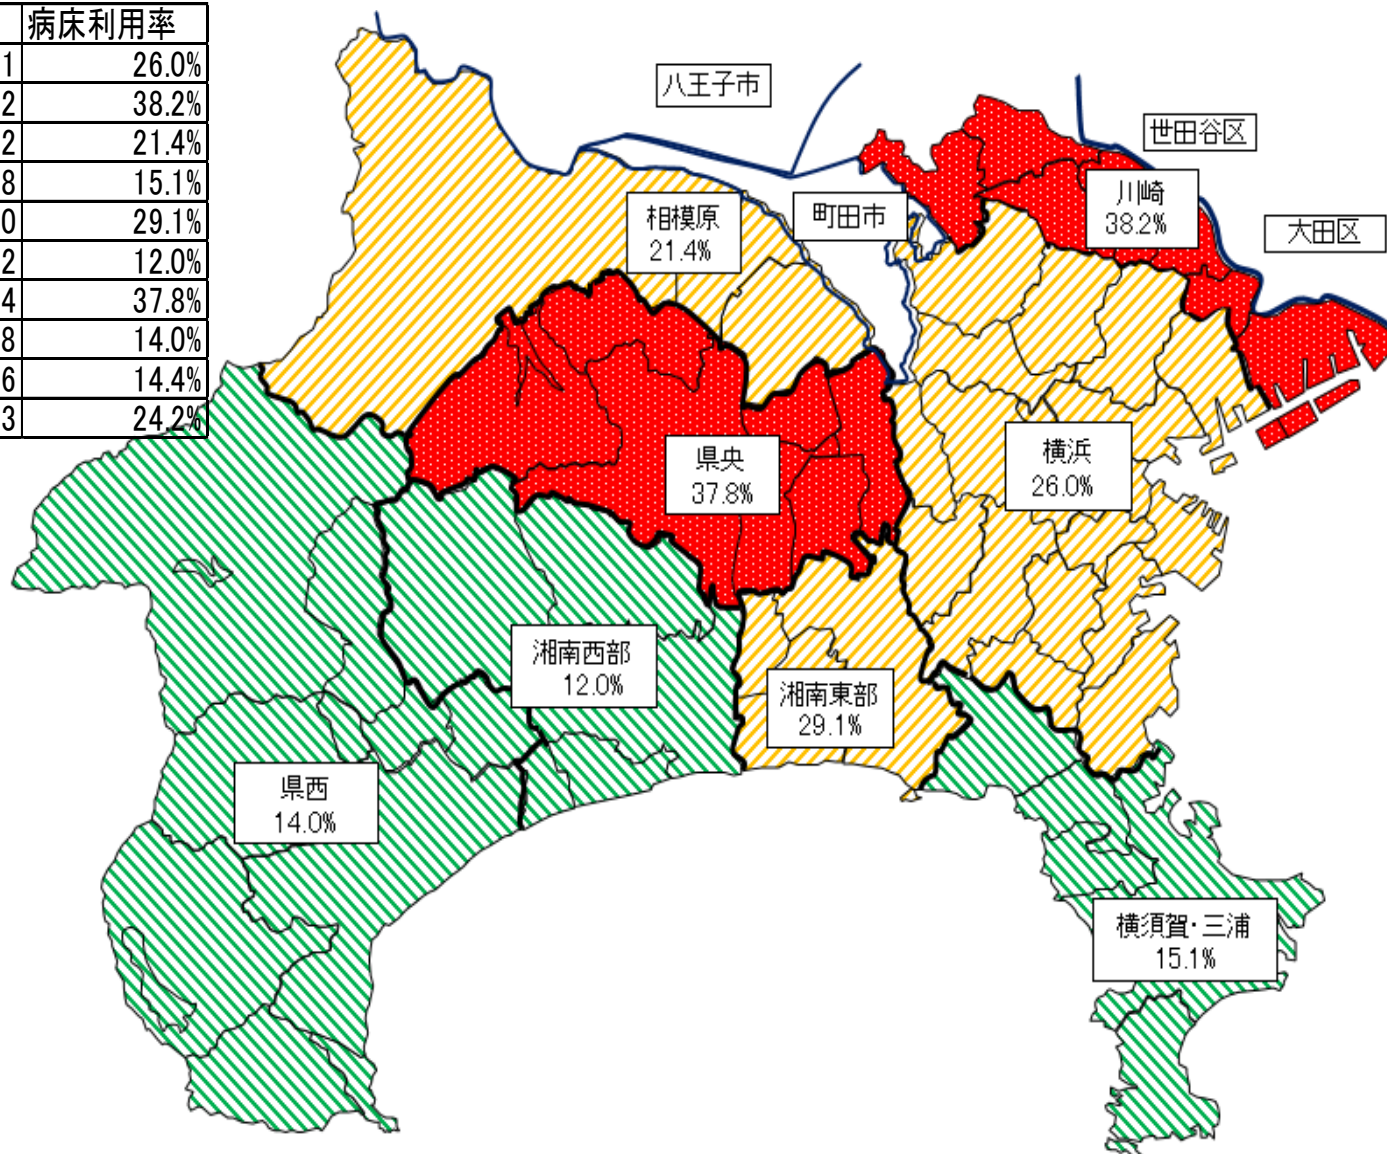 病床利用率
1 26.0%
2 38.2%
2 21.4%
8 15.1%
0 29.1%
2 12.0%
4 37.8%
8 14.0%
6 14.4%
3 24.2%
八王子市
世田谷区
川崎
38.2%
相模原
21.4%
町田市
大田区
県央
37.8%
横浜
26.0%
湘南西部
12.0%
湘南東部
29.1%
県西
14.0%
横須賀・三浦
15.1%